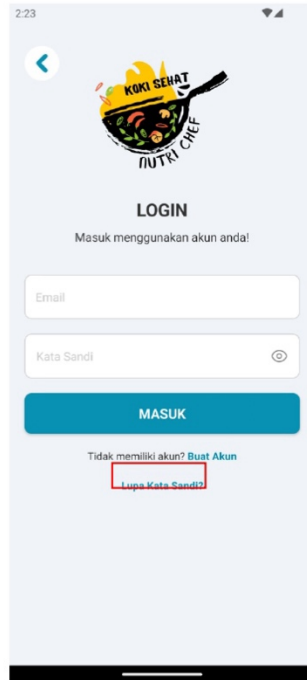 2:23
KOKI SEHAT
NUTRI CHEF
LOGIN
Masuk menggunakan akun anda!
Email
Kata Sandi
MASUK
Tidak memiliki akun? Buat Akun
Lupa Kata Sandi?